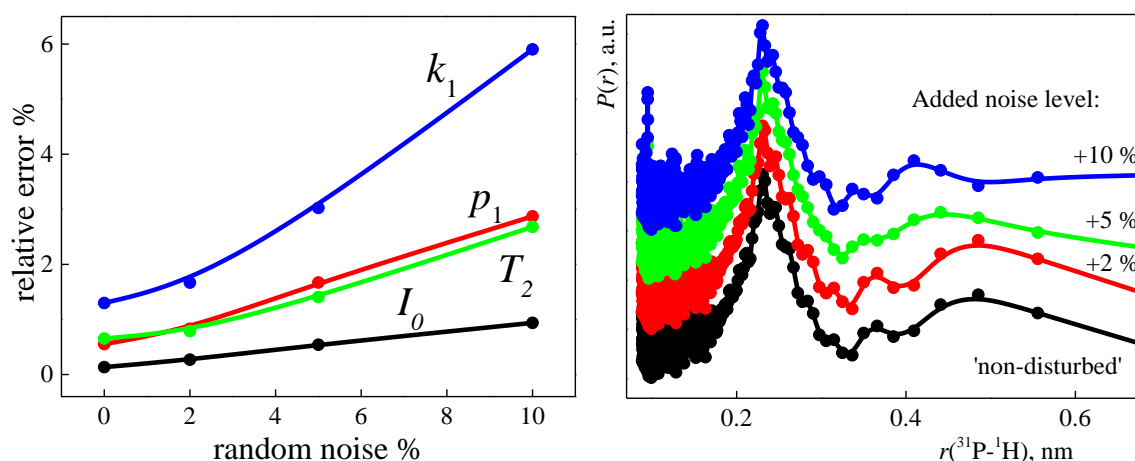 relative error %
6
4
2
0
k1
p1
T2
I0
0 2 4 6 8 10
random noise %
P(r), a.u.
Added noise level:
+10 %
+5 %
+2 %
'non-disturbed'
0.2 0.4 0.6
r(³¹P-¹H), nm